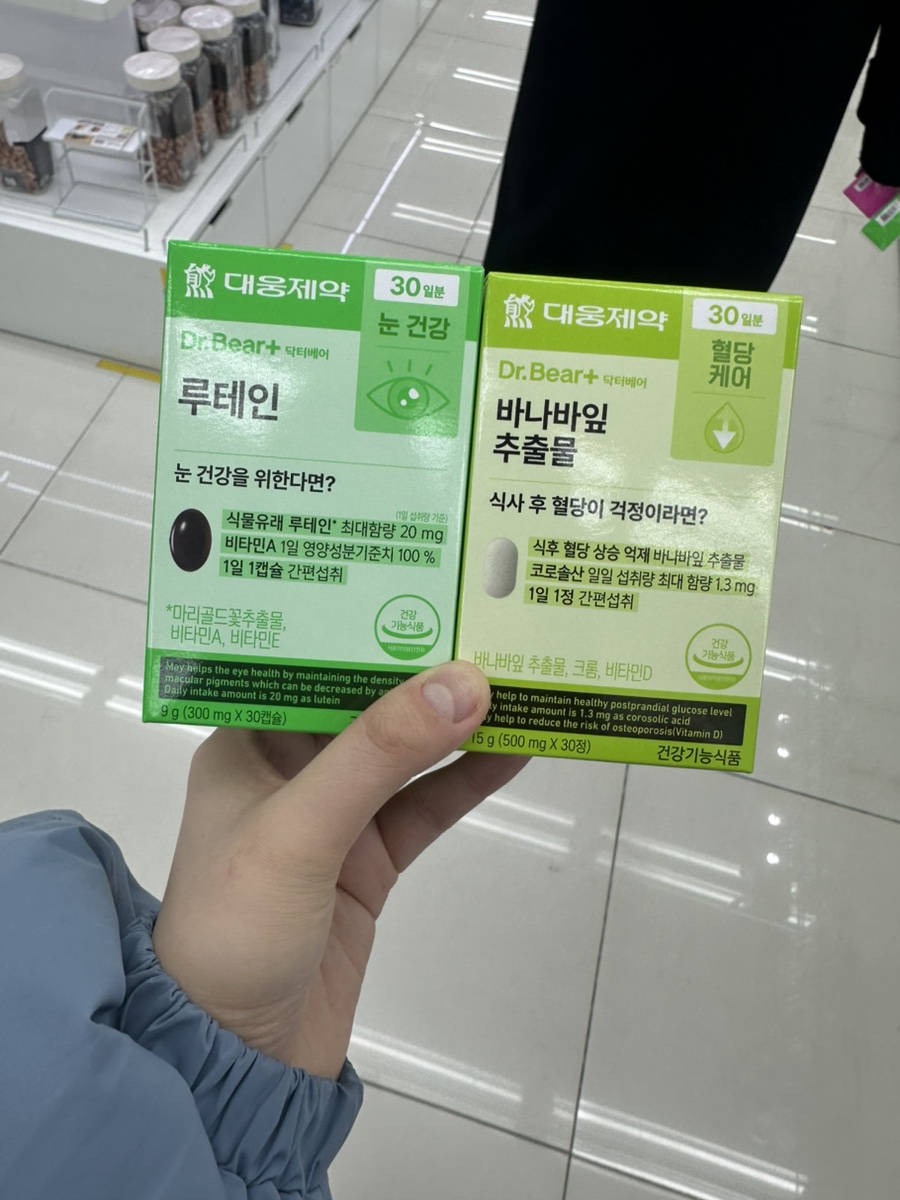 대웅제약
30일분
눈 건강
Dr.Bear+ 닥터베어
루테인
눈 건강을 위한다면?
(1일 섭취량 기준)
식물유래 루테인* 최대함량 20 mg
비타민A 1일 영양성분기준치 100 %
1일 1캡슐 간편섭취
*마리골드꽃추출물,
비타민A, 비타민E
건강
기능식품
May helps the eye health by maintaining the density
macular pigments which can be decreased by
Daily intake amount is 20 mg as lutein
9 g (300 mg X 30캡슐)
대웅제약
30일분
혈당
케어
Dr.Bear+ 닥터베어
바나바잎
추출물
식사 후 혈당이 걱정이라면?
식후 혈당 상승 억제 바나바잎 추출물
코로솔산 일일 섭취량 최대 함량 1.3 mg
1일 1정 간편섭취
바나바잎 추출물, 크롬, 비타민D
건강
기능식품
help to maintain healthy postprandial glucose level
intake amount is 1.3 mg as corosolic acid
help to reduce the risk of osteoporosis(Vitamin D)
15 g (500 mg X 30정)
건강기능식품